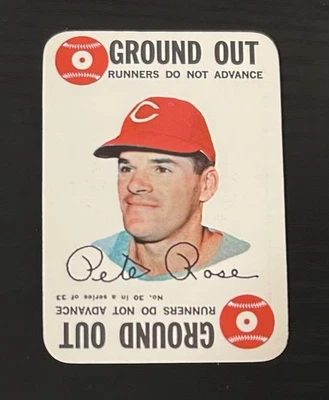 GROUND OUT
RUNNERS DO NOT ADVANCE
C
Pete Rose
No. 30 in a series of 33
RUNNERS DO NOT ADVANCE
GROUND OUT